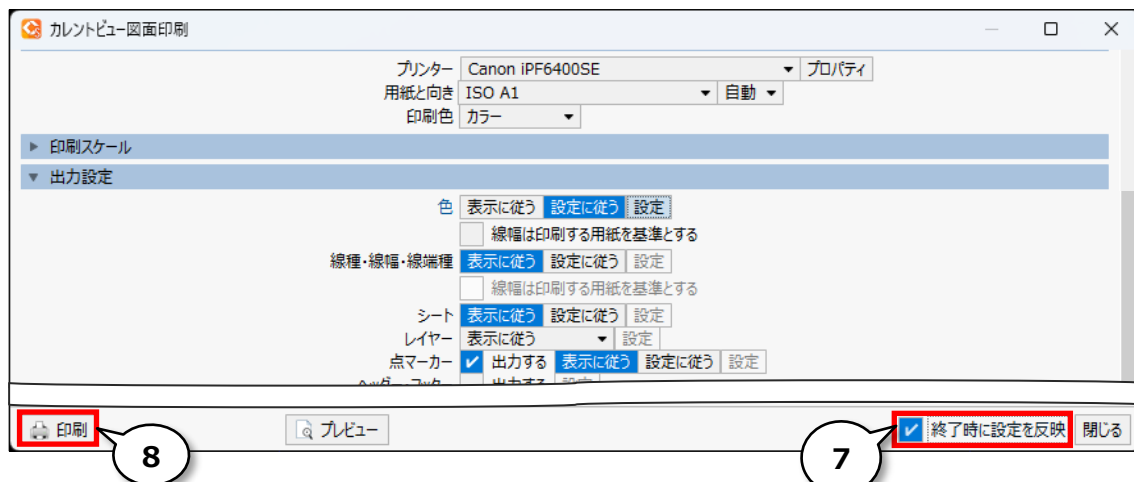 カレントビュー図面印刷
プリンター Canon iPF6400SE プロパティ
用紙と向き ISO A1 自動
印刷色 カラー
印刷スケール
出力設定
色 表示に従う 設定に従う 設定
線幅は印刷する用紙を基準とする
線種・線幅・線端種 表示に従う 設定に従う 設定
線幅は印刷する用紙を基準とする
シート 表示に従う 設定に従う 設定
レイヤー 表示に従う 設定
点マーカー 出力する 表示に従う 設定に従う 設定
印刷 プレビュー 終了時に設定を反映 閉じる
8 7